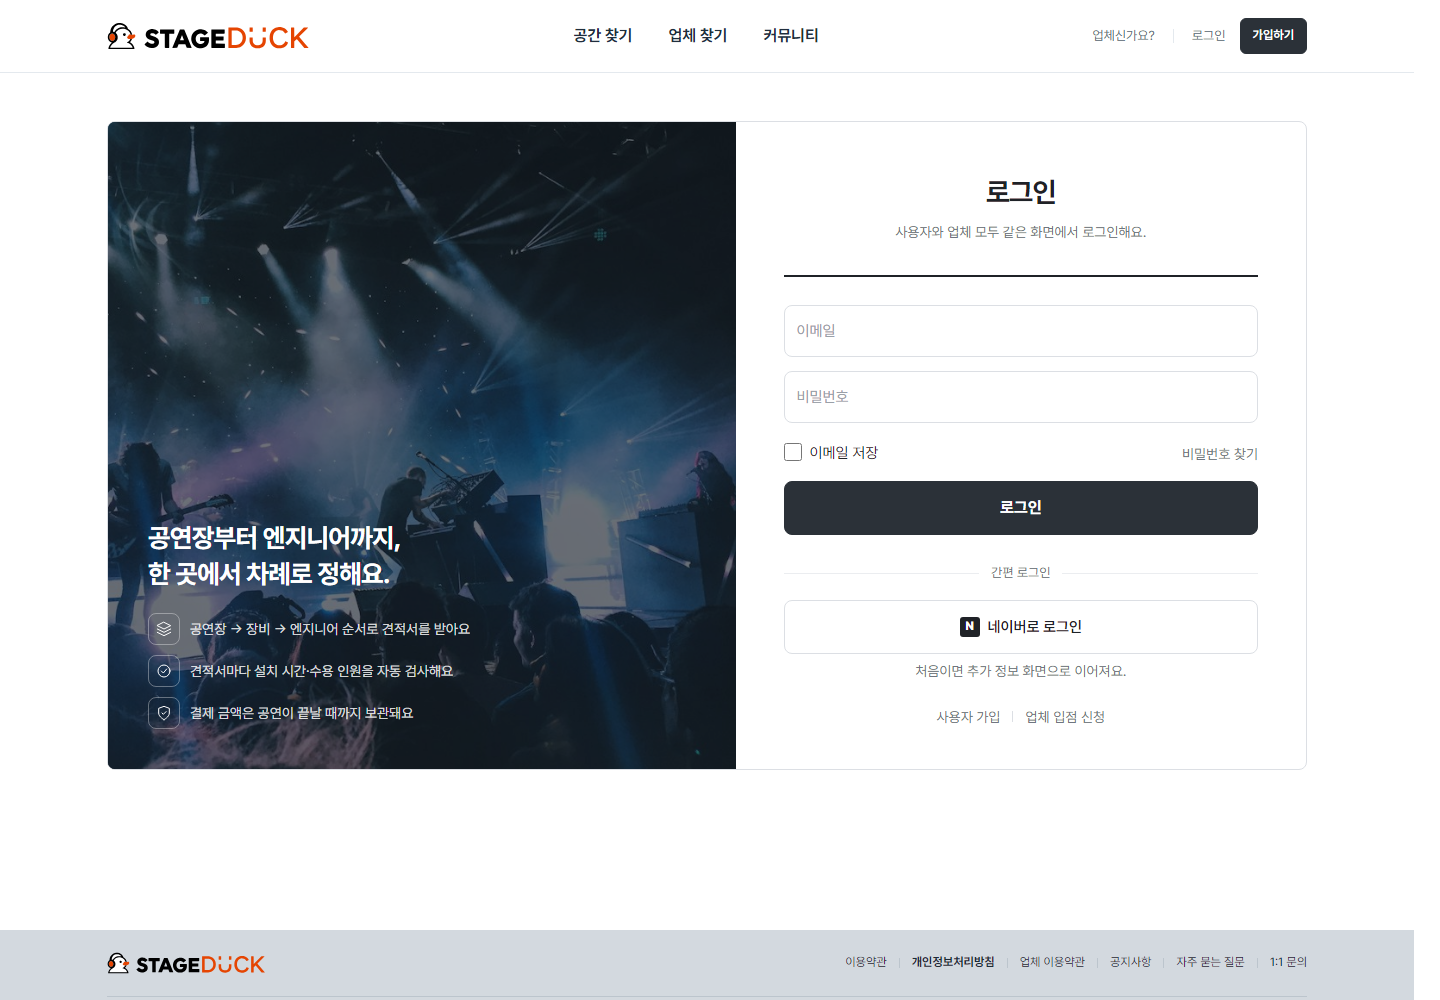 STAGEDUCK
공간 찾기
업체 찾기
커뮤니티
업체신가요?
로그인
가입하기
공연장부터 엔지니어까지,
한 곳에서 차례로 정해요.
공연장 → 장비 → 엔지니어 순서로 견적서를 받아요
견적서마다 설치 시간·수용 인원을 자동 검사해요
결제 금액은 공연이 끝날 때까지 보관돼요
로그인
사용자와 업체 모두 같은 화면에서 로그인해요.
이메일
비밀번호
이메일 저장
비밀번호 찾기
로그인
간편 로그인
N 네이버로 로그인
처음이면 추가 정보 화면으로 이어져요.
사용자 가입
업체 입점 신청
STAGEDUCK
이용약관
개인정보처리방침
업체 이용약관
공지사항
자주 묻는 질문
1:1 문의